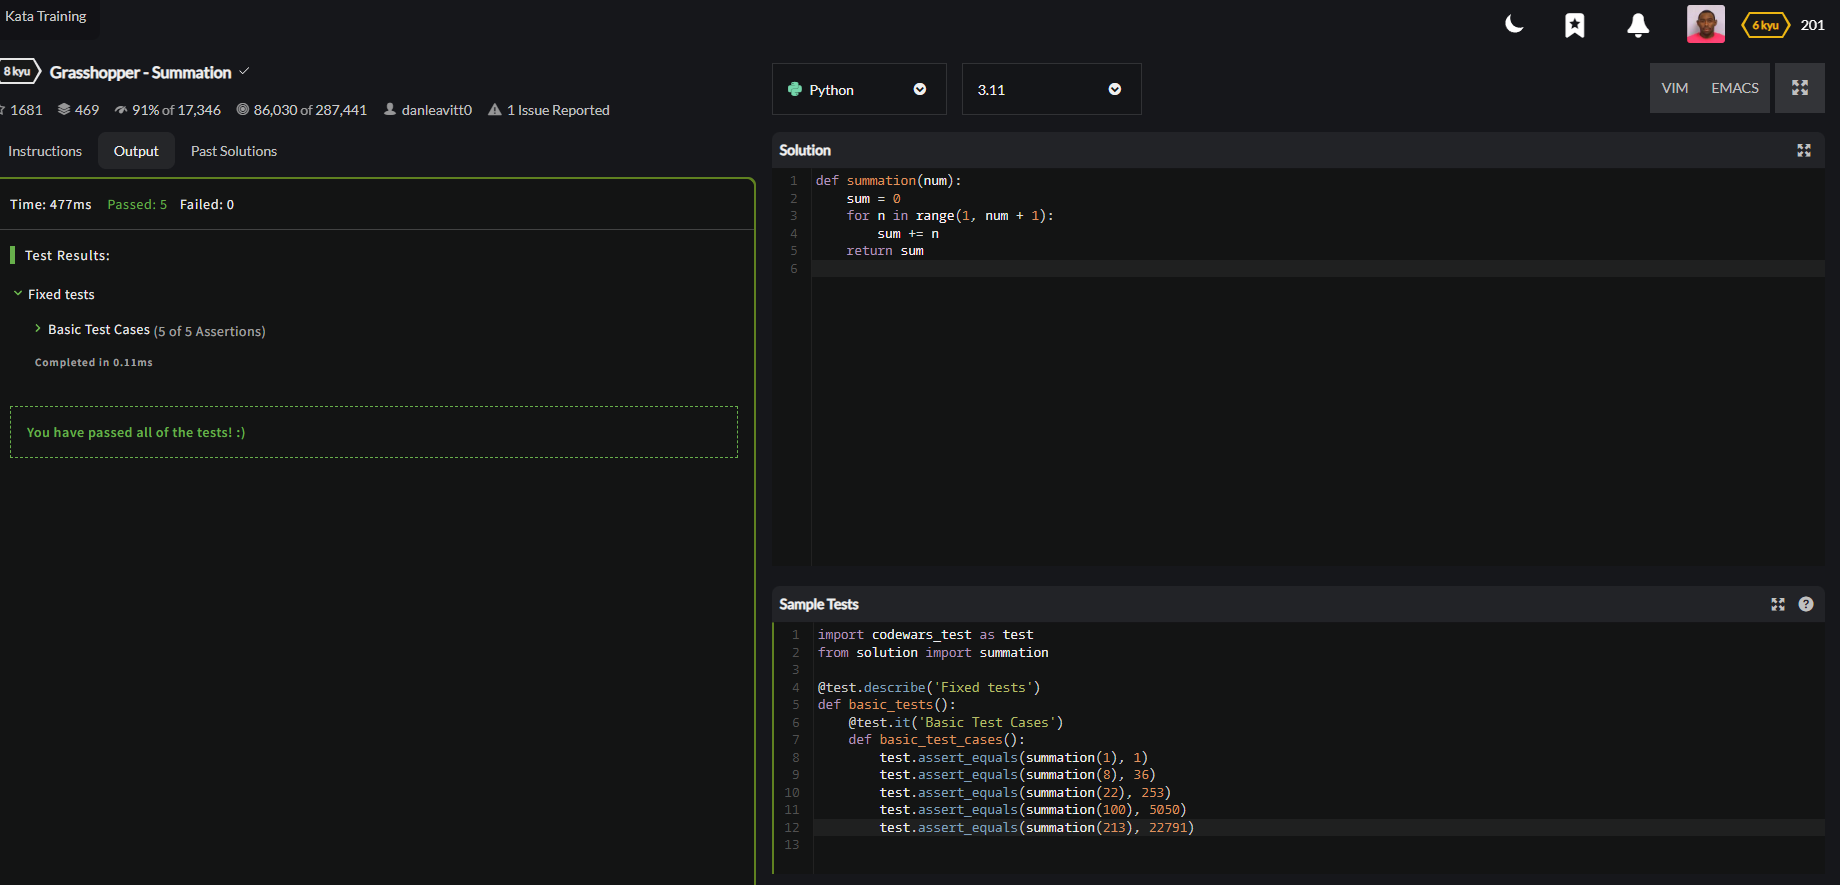 Kata Training
6 kyu 201
8 kyu Grasshopper - Summation
1681 469 91% of 17,346 86,030 of 287,441 danleavitt0 1 Issue Reported
Instructions Output Past Solutions
Time: 477ms Passed: 5 Failed: 0
Test Results:
Fixed tests
Basic Test Cases (5 of 5 Assertions)
Completed in 0.11ms
You have passed all of the tests! :)
Python 3.11 VIM EMACS
Solution
1 def summation(num):
2     sum = 0
3     for n in range(1, num + 1):
4         sum += n
5     return sum
6
Sample Tests
1 import codewars_test as test
2 from solution import summation
3
4 @test.describe('Fixed tests')
5 def basic_tests():
6     @test.it('Basic Test Cases')
7     def basic_test_cases():
8         test.assert_equals(summation(1), 1)
9         test.assert_equals(summation(8), 36)
10         test.assert_equals(summation(22), 253)
11         test.assert_equals(summation(100), 5050)
12         test.assert_equals(summation(213), 22791)
13